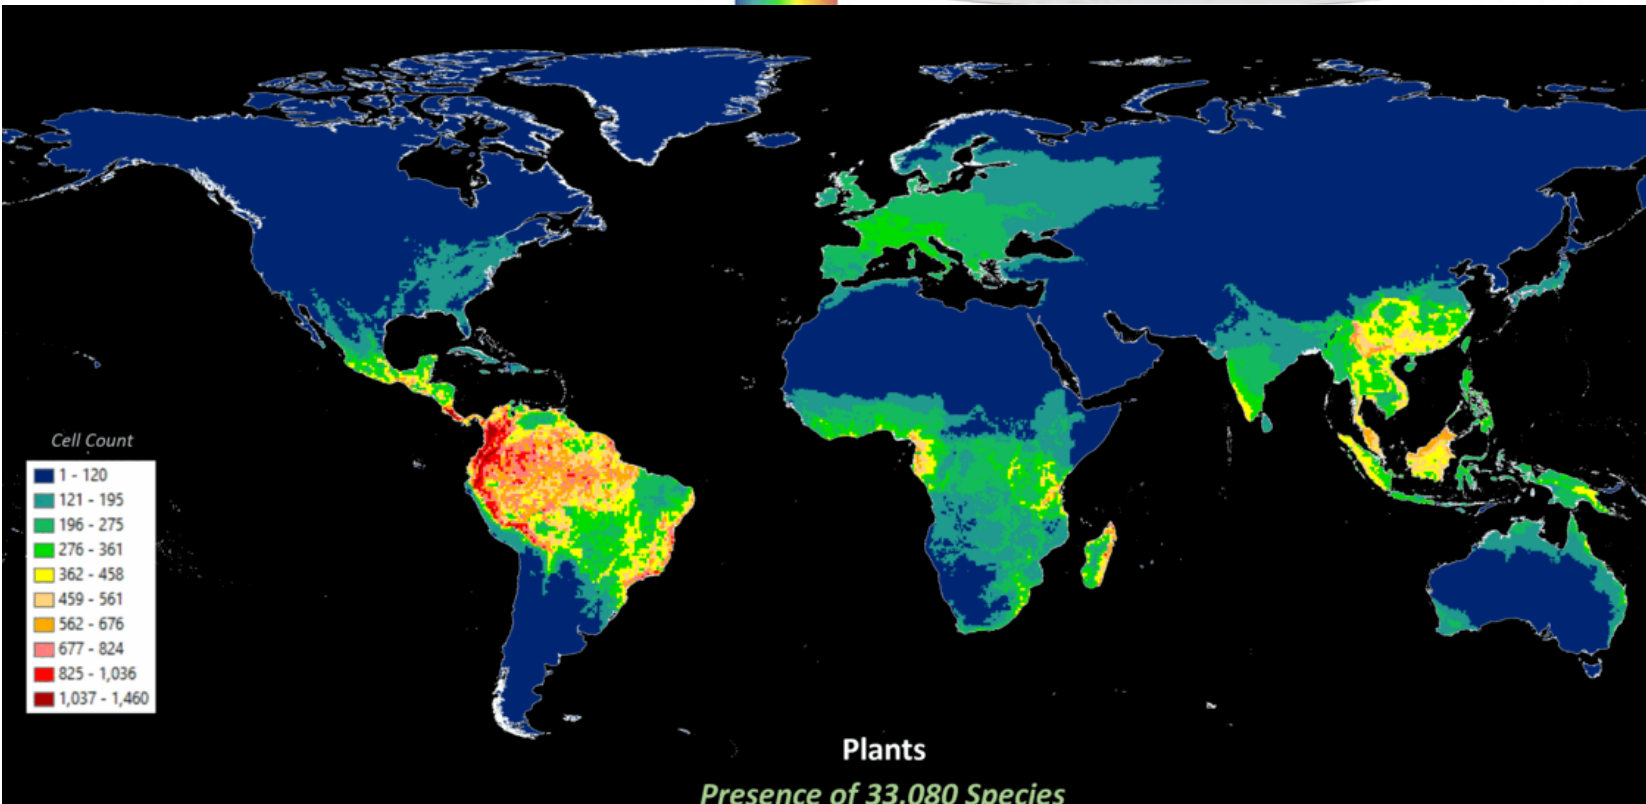 Cell Count
1 - 120
121 - 195
196 - 275
276 - 361
362 - 458
459 - 561
562 - 676
677 - 824
825 - 1,036
1,037 - 1,460
Plants
Presence of 33,080 Species